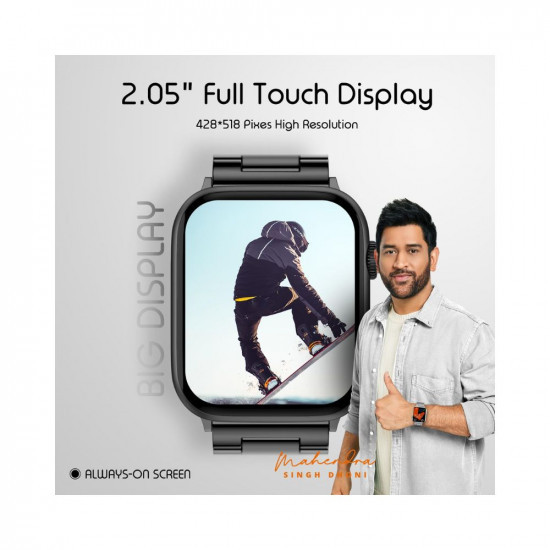 2.05" Full Touch Display
428*518 Pixes High Resolution
BIG DISPLAY
Mahendra
SINGH DHONI
ALWAYS-ON SCREEN